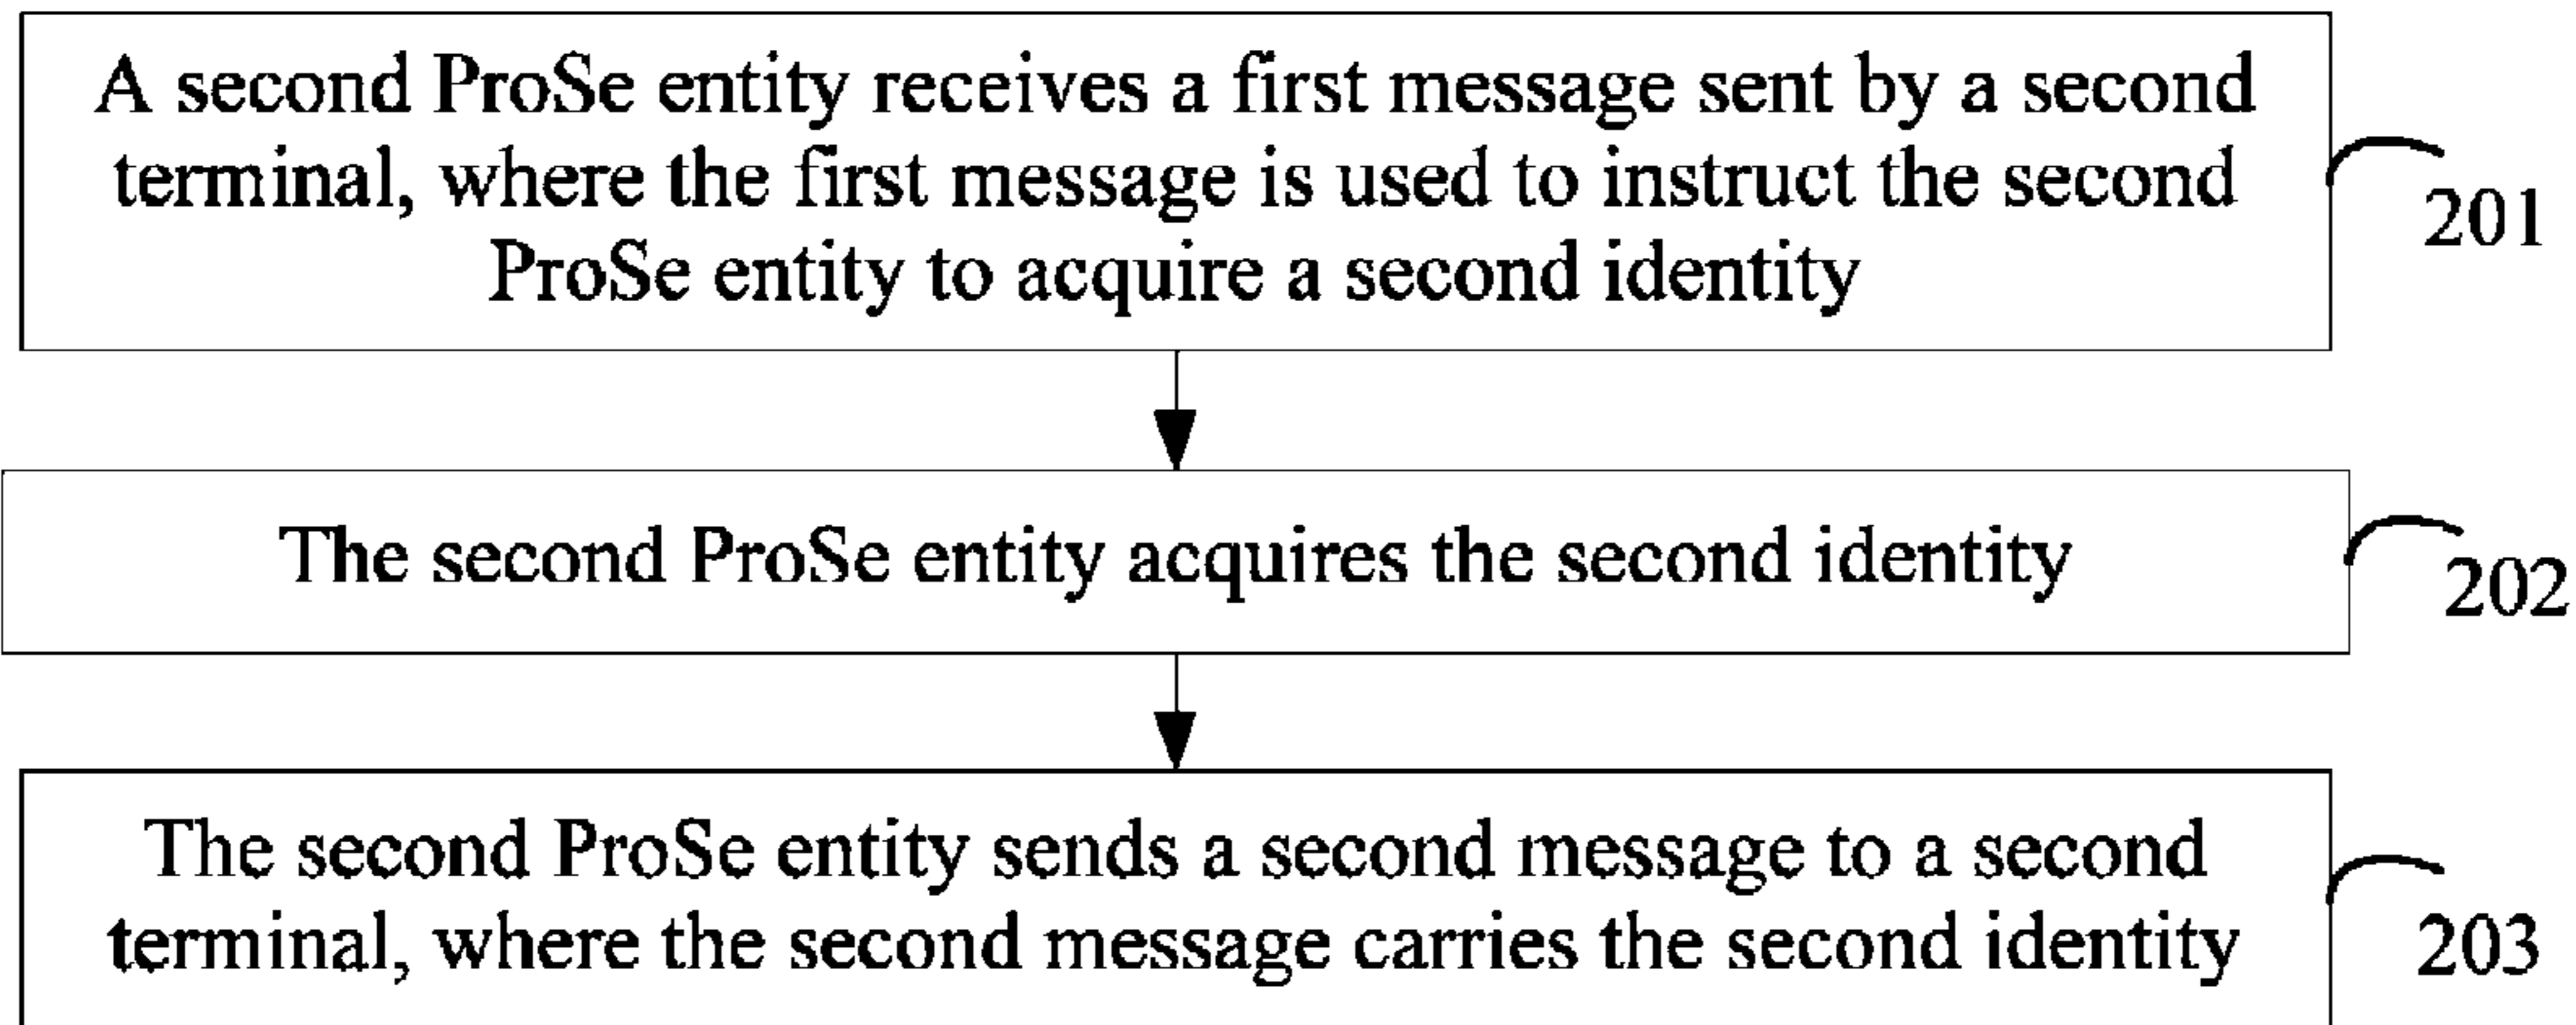 A second ProSe entity receives a first message sent by a second
terminal, where the first message is used to instruct the second
ProSe entity to acquire a second identity
201
The second ProSe entity acquires the second identity
202
The second ProSe entity sends a second message to a second
terminal, where the second message carries the second identity
203